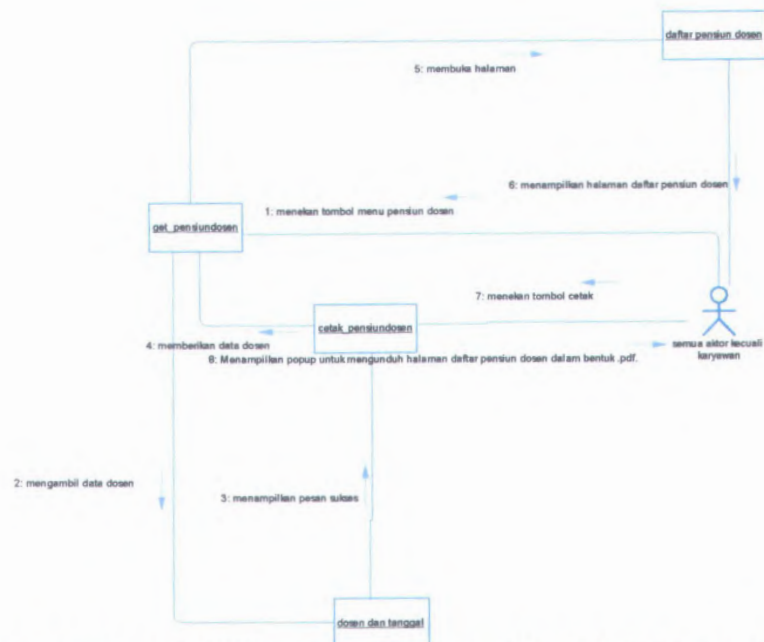 daftar pensiun dosen
5: membuka halaman
6: menampilkan halaman daftar pensiun dosen
1: menekan tombol menu pensiun dosen
get_pensiundosen
7: menekan tombol cetak
cetak_pensiundosen
4: memberikan data dosen
semua aktor kecuali
karyawan
8: Menampilkan popup untuk mengunduh halaman daftar pensiun dosen dalam bentuk .pdf.
2: mengambil data dosen
3: menampilkan pesan sukses
dosen dan tanggal